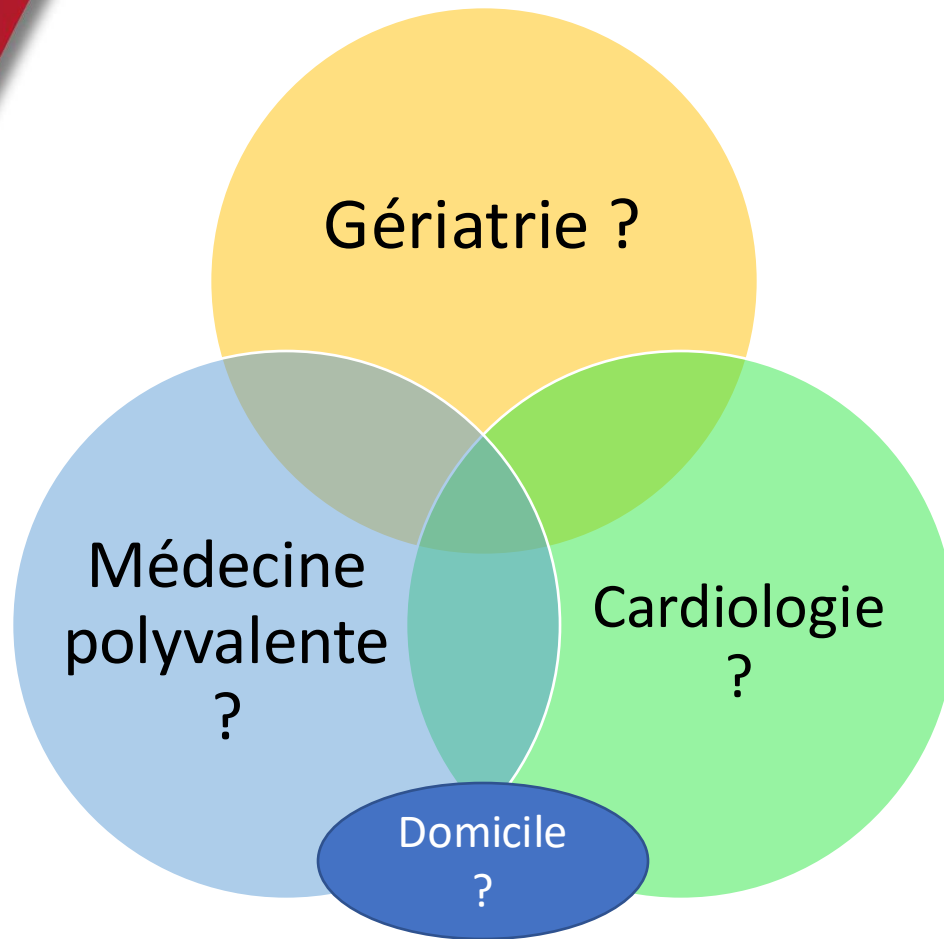 Gériatrie ?
Médecine
polyvalente
?
Cardiologie
?
Domicile
?